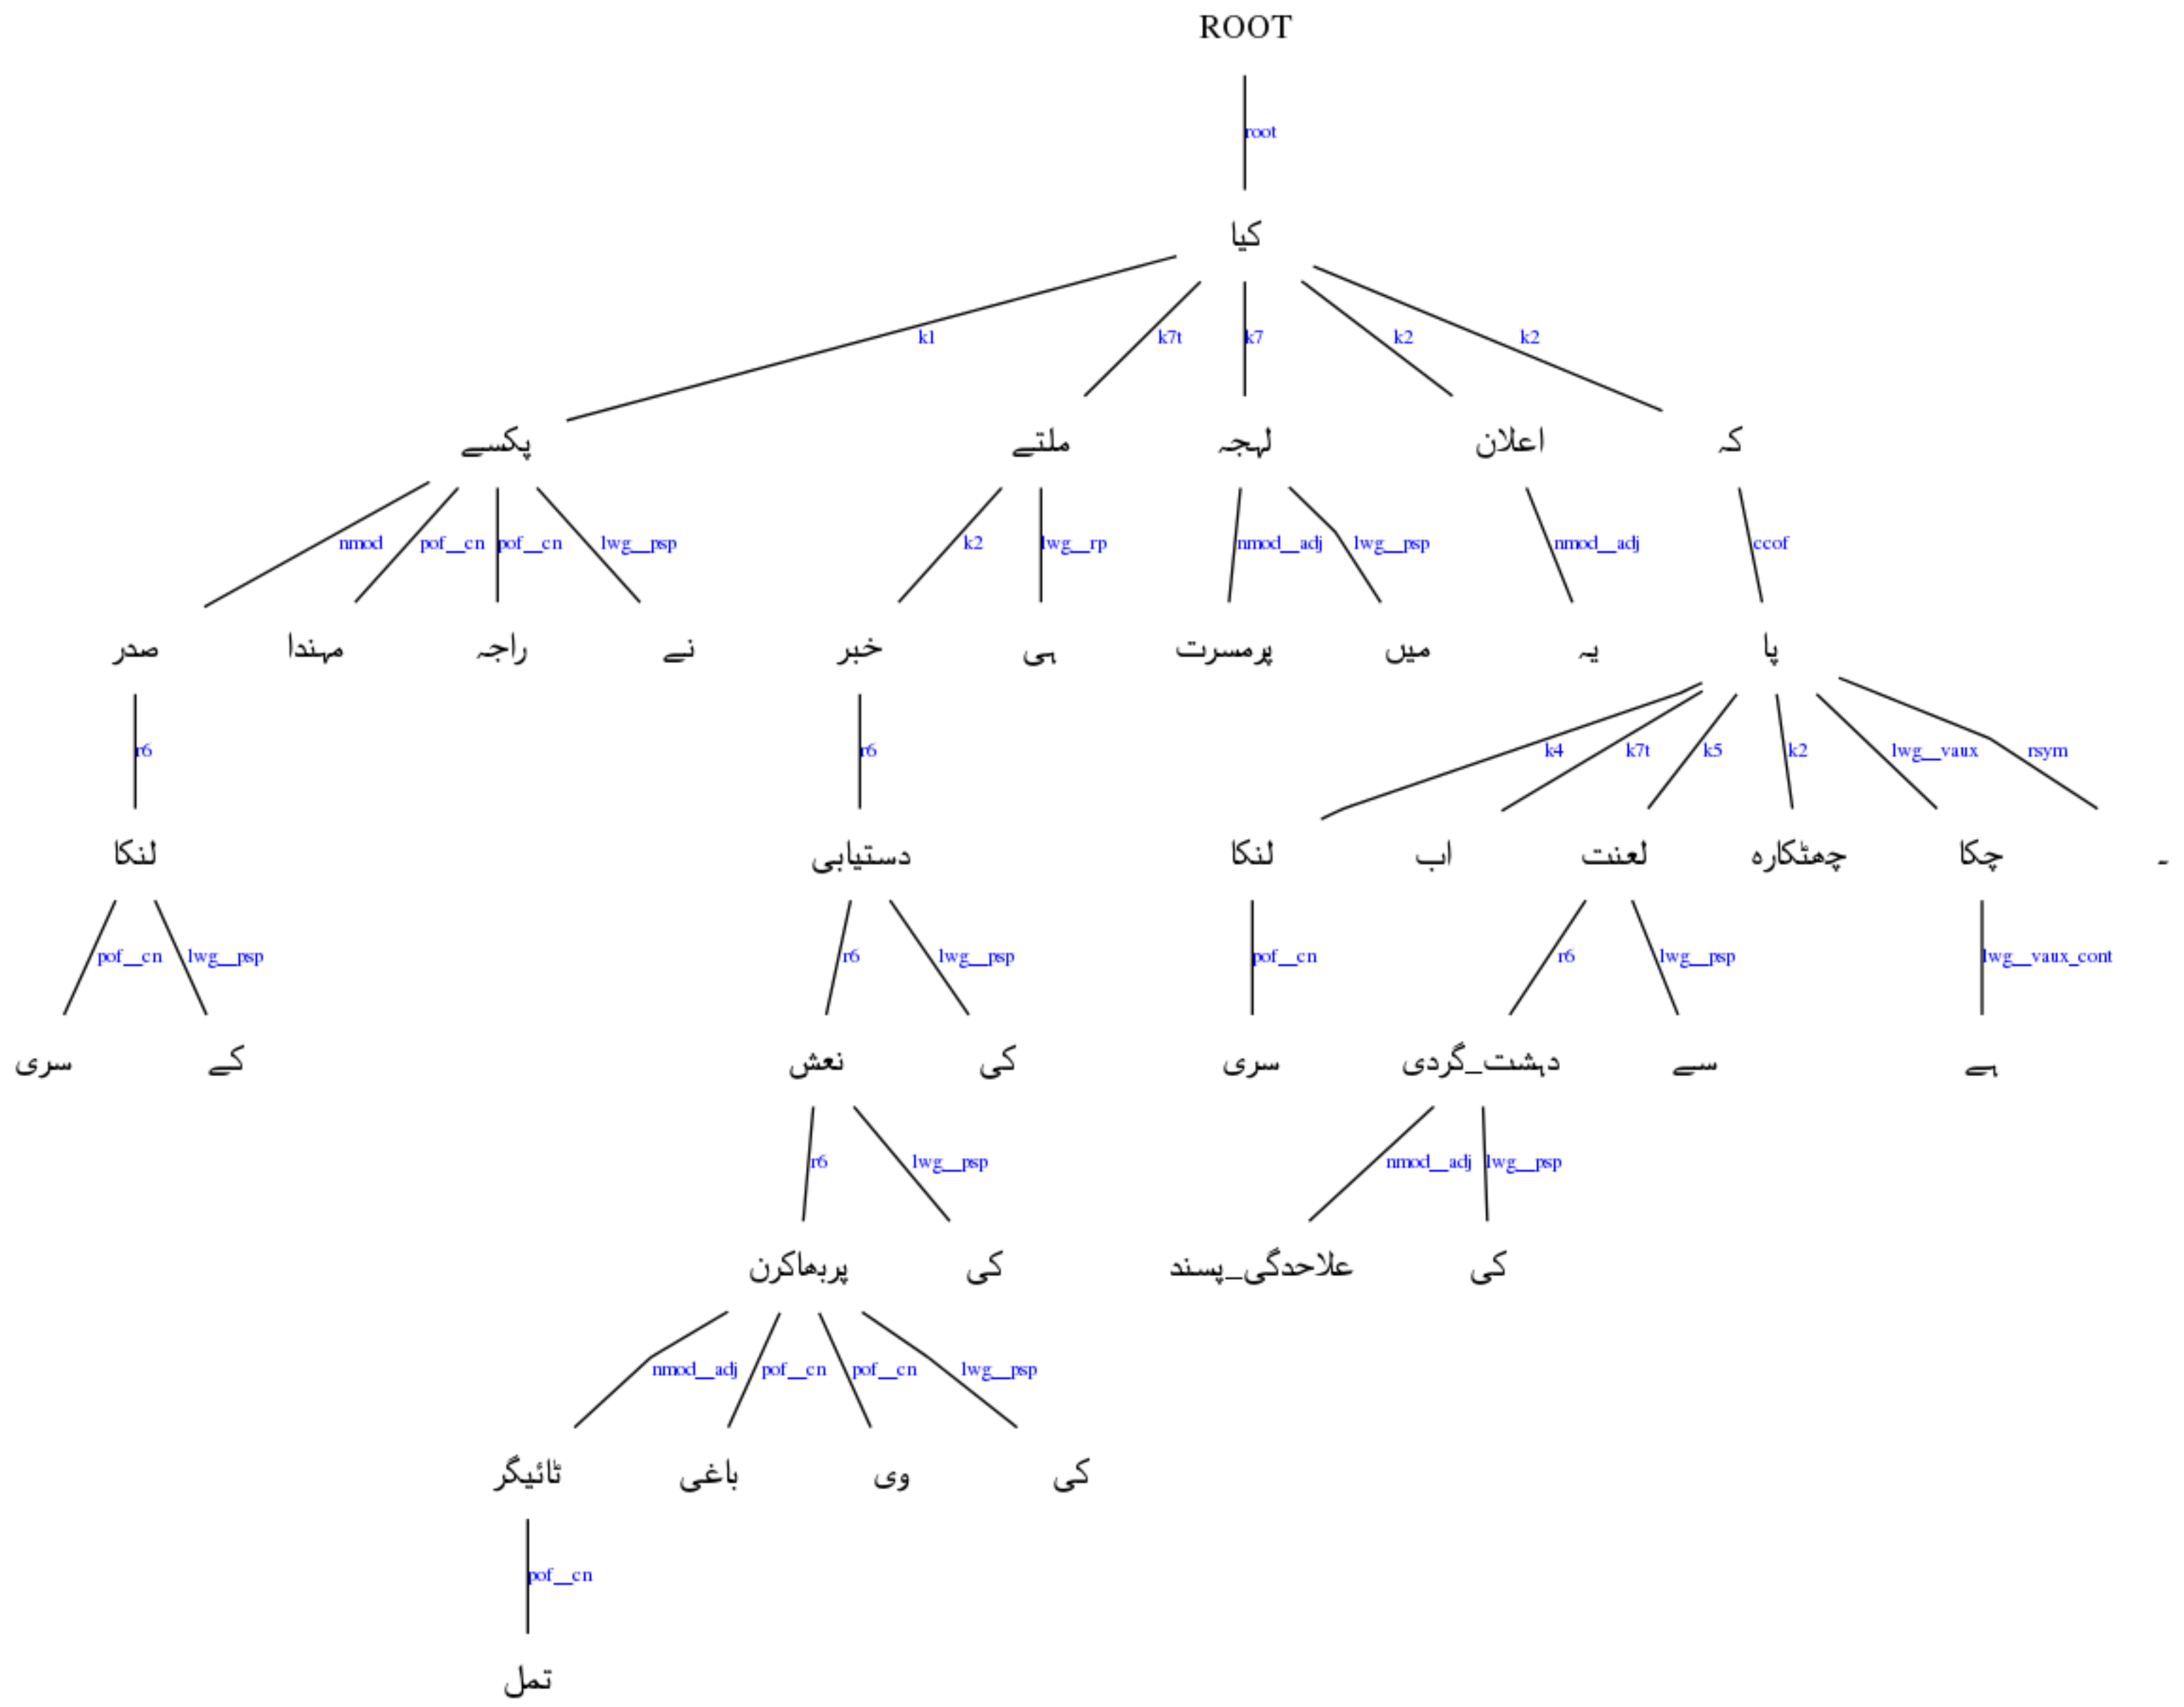 ROOT
root
کیا
k1 k7t k7 k2 k2
پکسے ملتے لہجہ اعلان کہ
nmod pof__cn pof__cn lwg__psp k2 lwg__rp nmod__adj lwg__psp nmod__adj ccof
صدر مہندا راجہ نے خبر ہی پرمسرت میں یہ پا
r6 r6 k4 k7t k5 k2 lwg__vaux rsym
لنکا دستیابی لنکا اب لعنت چھٹکارہ چکا ۔
pof__cn lwg__psp r6 lwg__psp pof__cn r6 lwg__psp lwg__vaux_cont
سری کے نعش کی سری دہشت_گردی سے ہے
r6 lwg__psp nmod__adj lwg__psp
پربھاکرن کی علاحدگی_پسند کی
nmod__adj pof__cn pof__cn lwg__psp
ٹائیگر باغی وی کی
pof__cn
تمل